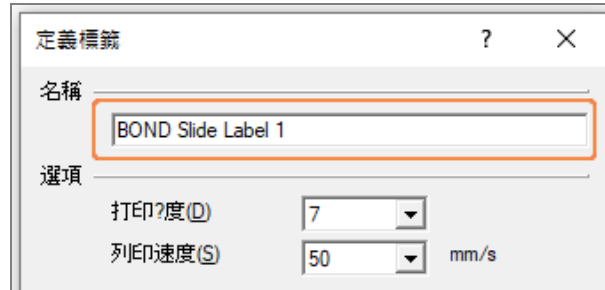 定義標籤 ?
名稱
BOND Slide Label 1
選項
打印?度(D) 7
列印速度(S) 50 mm/s